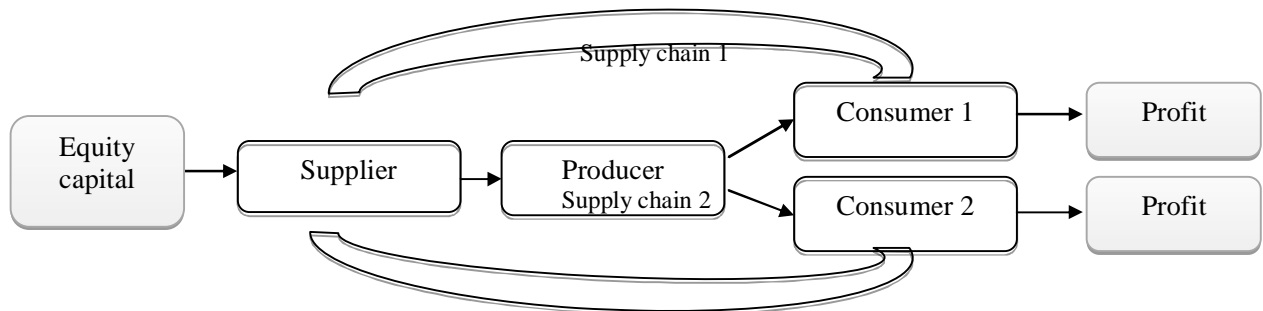 Supply chain 1
Equity
capital
Supplier
Producer
Supply chain 2
Consumer 1
Profit
Consumer 2
Profit